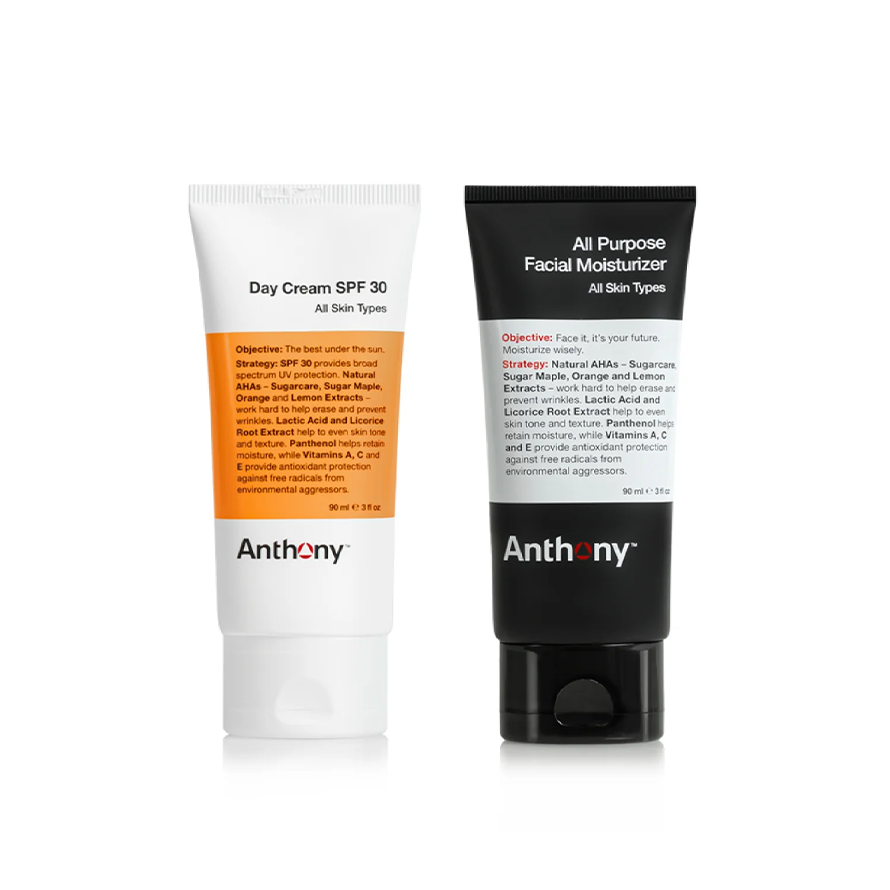 Day Cream SPF 30
All Skin Types
Objective: The best under the sun.
Strategy: SPF 30 provides broad
spectrum UV protection. Natural
AHAs – Sugarcare, Sugar Maple,
Orange and Lemon Extracts –
work hard to help erase and prevent
wrinkles. Lactic Acid and Licorice
Root Extract help to even skin tone
and texture. Panthenol helps retain
moisture, while Vitamins A, C and
E provide antioxidant protection
against free radicals from
environmental aggressors.
90 ml ℮ 3 fl oz
Anthony™
All Purpose
Facial Moisturizer
All Skin Types
Objective: Face it, it's your future.
Moisturize wisely.
Strategy: Natural AHAs – Sugarcare,
Sugar Maple, Orange and Lemon
Extracts – work hard to help erase and
prevent wrinkles. Lactic Acid and
Licorice Root Extract help to even
skin tone and texture. Panthenol helps
retain moisture, while Vitamins A, C
and E provide antioxidant protection
against free radicals from
environmental aggressors.
90 ml ℮ 3 fl oz
Anthony™